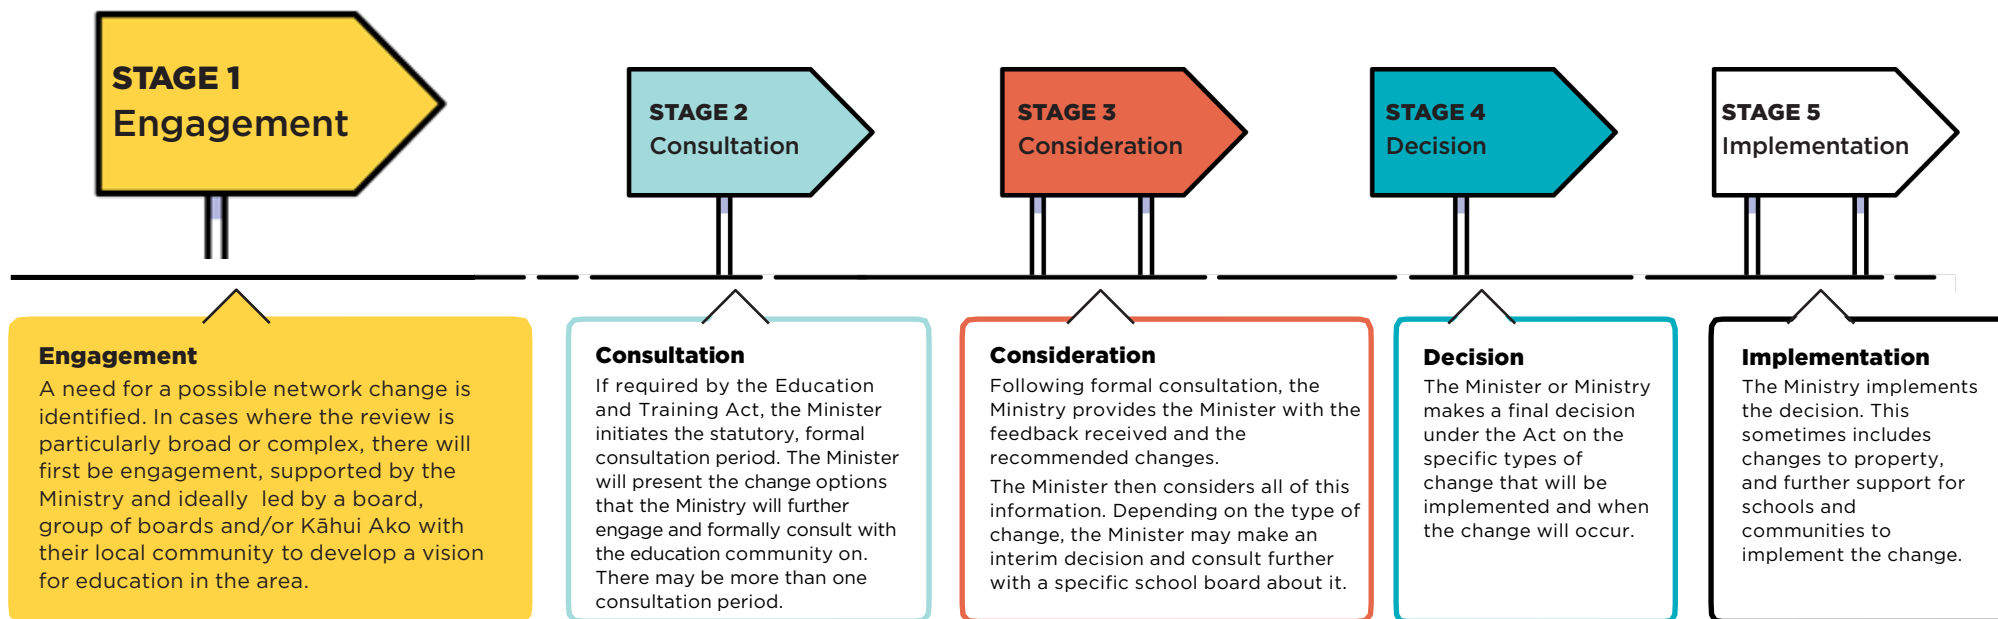 STAGE 1
Engagement
STAGE 2
Consultation
STAGE 3
Consideration
STAGE 4
Decision
STAGE 5
Implementation
Engagement
A need for a possible network change is
identified. In cases where the review is
particularly broad or complex, there will
first be engagement, supported by the
Ministry and ideally led by a board,
group of boards and/or Kāhui Ako with
their local community to develop a vision
for education in the area.
Consultation
If required by the Education
and Training Act, the Minister
initiates the statutory, formal
consultation period. The Minister
will present the change options
that the Ministry will further
engage and formally consult with
the education community on.
There may be more than one
consultation period.
Consideration
Following formal consultation, the
Ministry provides the Minister with the
feedback received and the
recommended changes.
The Minister then considers all of this
information. Depending on the type of
change, the Minister may make an
interim decision and consult further
with a specific school board about it.
Decision
The Minister or Ministry
makes a final decision
under the Act on the
specific types of
change that will be
implemented and when
the change will occur.
Implementation
The Ministry implements
the decision. This
sometimes includes
changes to property,
and further support for
schools and
communities to
implement the change.